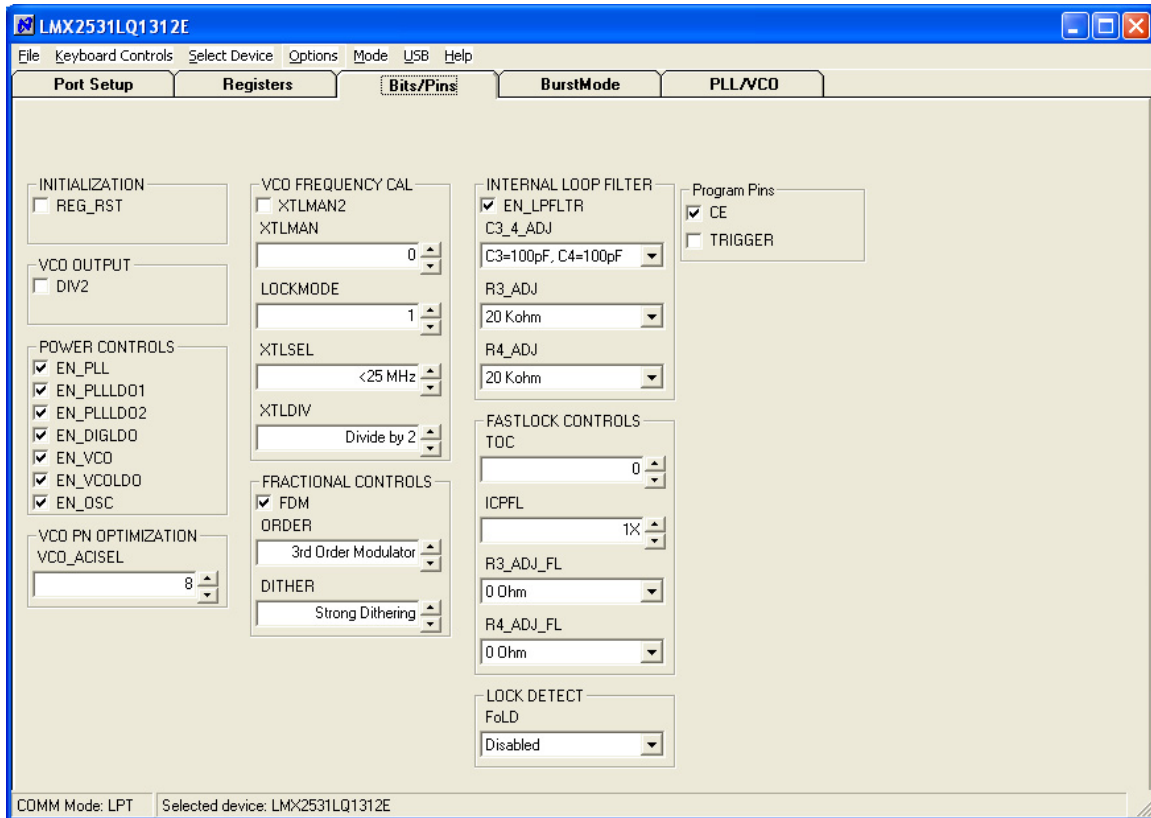 LMX2531LQ1312E
File Keyboard Controls Select Device Options Mode USB Help
Port Setup Registers Bits/Pins BurstMode PLL/VCO
INITIALIZATION
REG_RST
VCO OUTPUT
DIV2
POWER CONTROLS
EN_PLL
EN_PLLLDO1
EN_PLLLDO2
EN_DIGLDO
EN_VCO
EN_VCOLDO
EN_OSC
VCO PN OPTIMIZATION
VCO_ACISEL
8
VCO FREQUENCY CAL
XTLMAN2
XTLMAN
0
LOCKMODE
1
XTLSEL
<25 MHz
XTLDIV
Divide by 2
FRACTIONAL CONTROLS
FDM
ORDER
3rd Order Modulator
DITHER
Strong Dithering
INTERNAL LOOP FILTER
EN_LPFLTR
C3_4_ADJ
C3=100pF, C4=100pF
R3_ADJ
20 Kohm
R4_ADJ
20 Kohm
FASTLOCK CONTROLS
TOC
0
ICPFL
1X
R3_ADJ_FL
0 Ohm
R4_ADJ_FL
0 Ohm
LOCK DETECT
FoLD
Disabled
Program Pins
CE
TRIGGER
COMM Mode: LPT Selected device: LMX2531LQ1312E